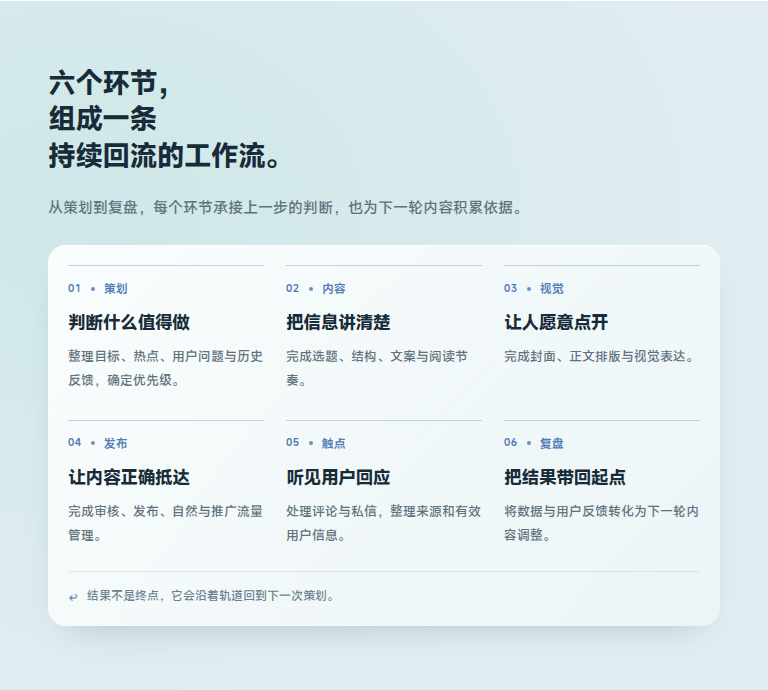 六个环节，
组成一条
持续回流的工作流。
从策划到复盘，每个环节承接上一步的判断，也为下一轮内容积累依据。
01 • 策划
判断什么值得做
整理目标、热点、用户问题与历史
反馈，确定优先级。
02 • 内容
把信息讲清楚
完成选题、结构、文案与阅读节
奏。
03 • 视觉
让人愿意点开
完成封面、正文排版与视觉表达。
04 • 发布
让内容正确抵达
完成审核、发布、自然与推广流量
管理。
05 • 触点
听见用户回应
处理评论与私信，整理来源和有效
用户信息。
06 • 复盘
把结果带回起点
将数据与用户反馈转化为下一轮内
容调整。
↩ 结果不是终点，它会沿着轨道回到下一次策划。